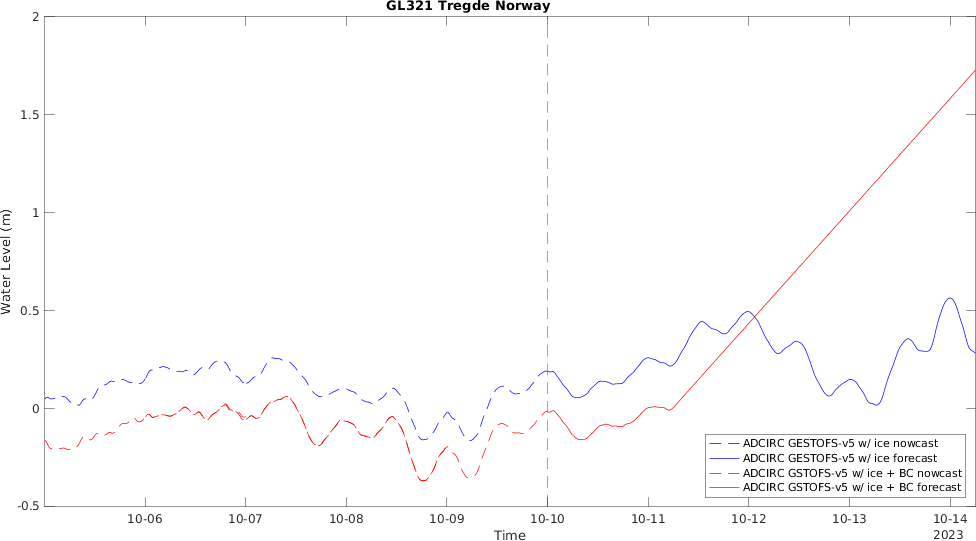 GL321 Tregde Norway
2
1.5
1
0.5
0
-0.5
Water Level (m)
ADCIRC GESTOFS-v5 w/ ice nowcast
ADCIRC GESTOFS-v5 w/ ice forecast
ADCIRC GSTOFS-v5 w/ ice + BC nowcast
ADCIRC GSTOFS-v5 w/ ice + BC forecast
10-06 10-07 10-08 10-09 10-10 10-11 10-12 10-13 10-14
Time
2023